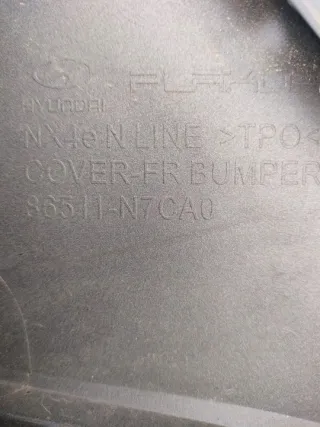 HYUNDAI
NX4e N LINE >TPO<
COVER-FR BUMPER
86511-N7CA0